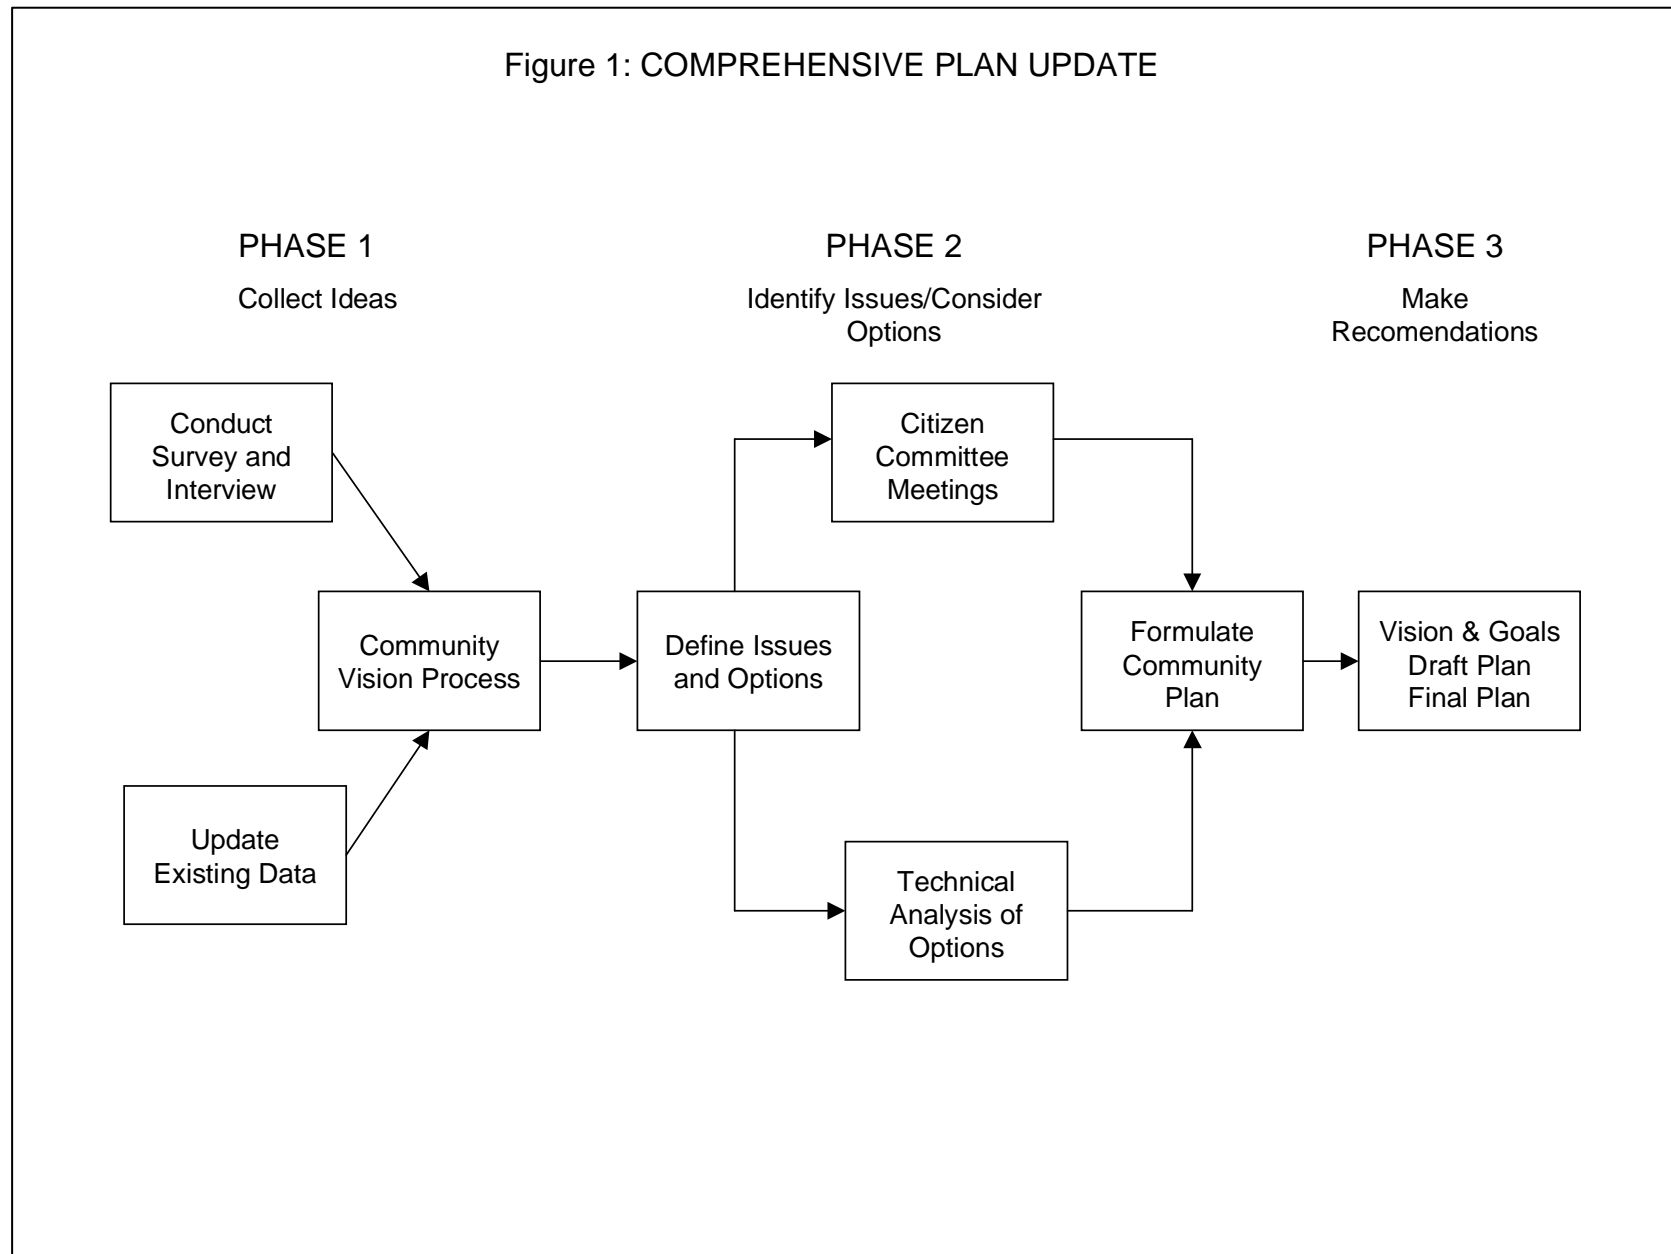 Figure 1: COMPREHENSIVE PLAN UPDATE
PHASE 1
Collect Ideas
PHASE 2
Identify Issues/Consider
Options
PHASE 3
Make
Recomendations
Conduct
Survey and
Interview
Update
Existing Data
Community
Vision Process
Define Issues
and Options
Citizen
Committee
Meetings
Technical
Analysis of
Options
Formulate
Community
Plan
Vision & Goals
Draft Plan
Final Plan